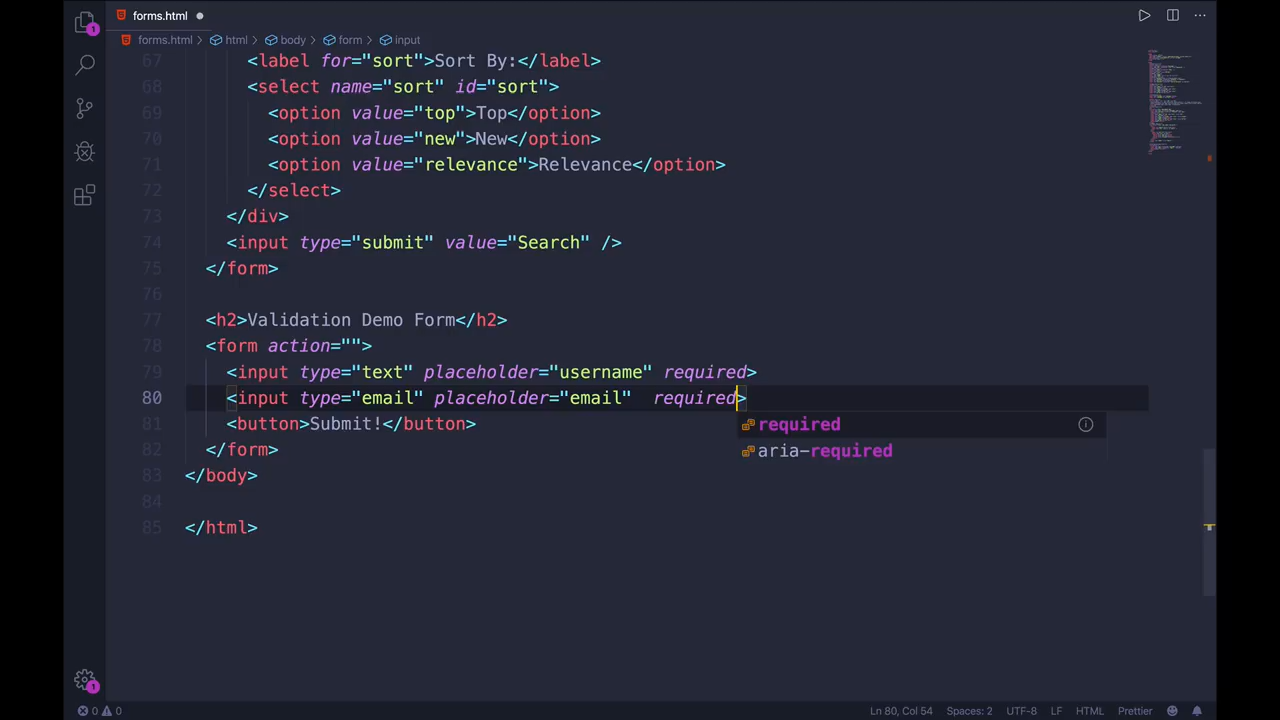 forms.html
forms.html > html > body > form > input
67 <label for="sort">Sort By:</label>
68 <select name="sort" id="sort">
69 <option value="top">Top</option>
70 <option value="new">New</option>
71 <option value="relevance">Relevance</option>
72 </select>
73 </div>
74 <input type="submit" value="Search" />
75 </form>
76
77 <h2>Validation Demo Form</h2>
78 <form action="">
79 <input type="text" placeholder="username" required>
80 <input type="email" placeholder="email"  required>
81 <button>Submit!</button>
required
82 </form>
aria-required
83 </body>
84
85 </html>
1
1
0 0
Ln 80, Col 54 Spaces: 2 UTF-8 LF HTML Prettier